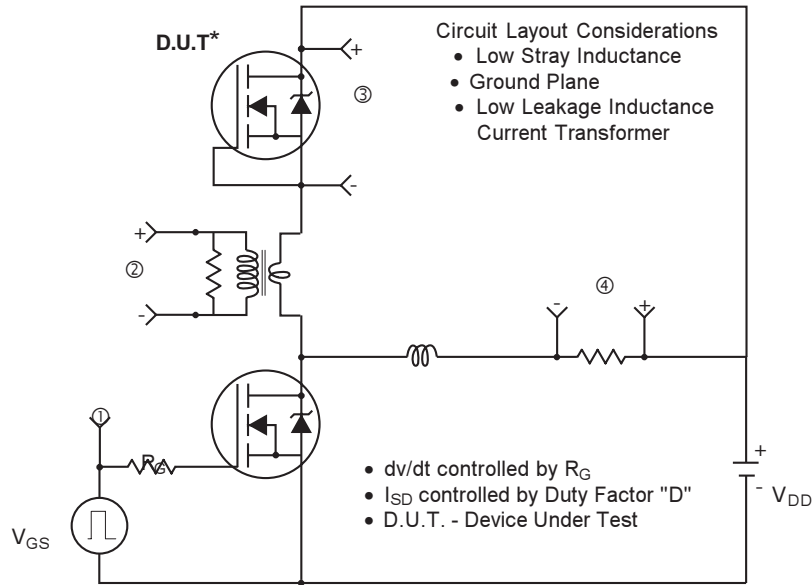 D.U.T*
+
③
-
Circuit Layout Considerations
• Low Stray Inductance
• Ground Plane
• Low Leakage Inductance
Current Transformer
+
②
-
④
-
+
①
RG
VGS
• dv/dt controlled by RG
• ISD controlled by Duty Factor "D"
• D.U.T. - Device Under Test
+
-
VDD